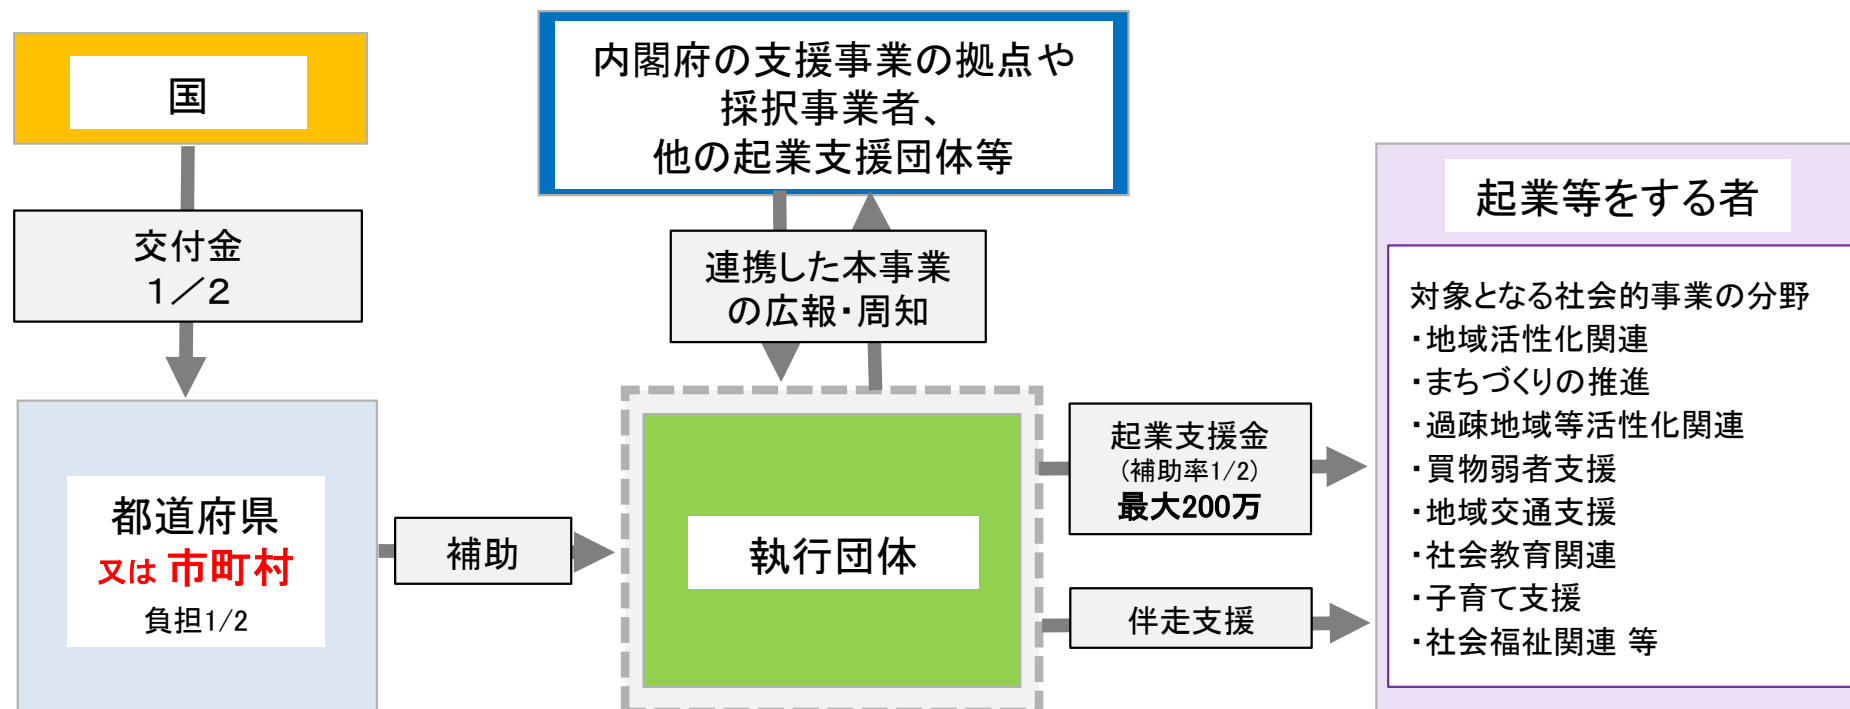 国
交付金
１／２
都道府県
又は 市町村
負担1/2
補助
内閣府の支援事業の拠点や
採択事業者、
他の起業支援団体等
連携した本事業
の広報・周知
執行団体
起業支援金
(補助率1/2)
最大200万
伴走支援
起業等をする者
対象となる社会的事業の分野
・地域活性化関連
・まちづくりの推進
・過疎地域等活性化関連
・買物弱者支援
・地域交通支援
・社会教育関連
・子育て支援
・社会福祉関連 等